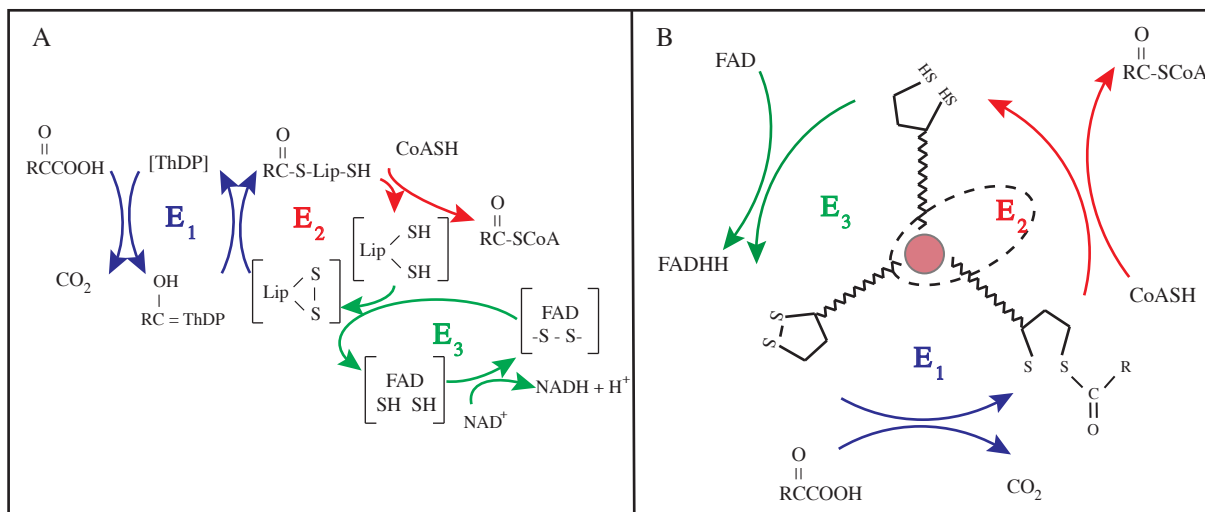 A
O
RCCOOH
[ThDP]
E1
CO2
OH
RC = ThDP
O
RC-S-Lip-SH
CoASH
E2
Lip
SH
SH
O
RC-SCoA
Lip
S
S
E3
FAD
-S - S-
FAD
SH SH
NAD+
NADH + H+
B
FAD
HS
HS
O
RC-SCoA
E3
E2
FADHH
CoASH
S
S
E1
S
S
R
C
O
O
RCCOOH
CO2